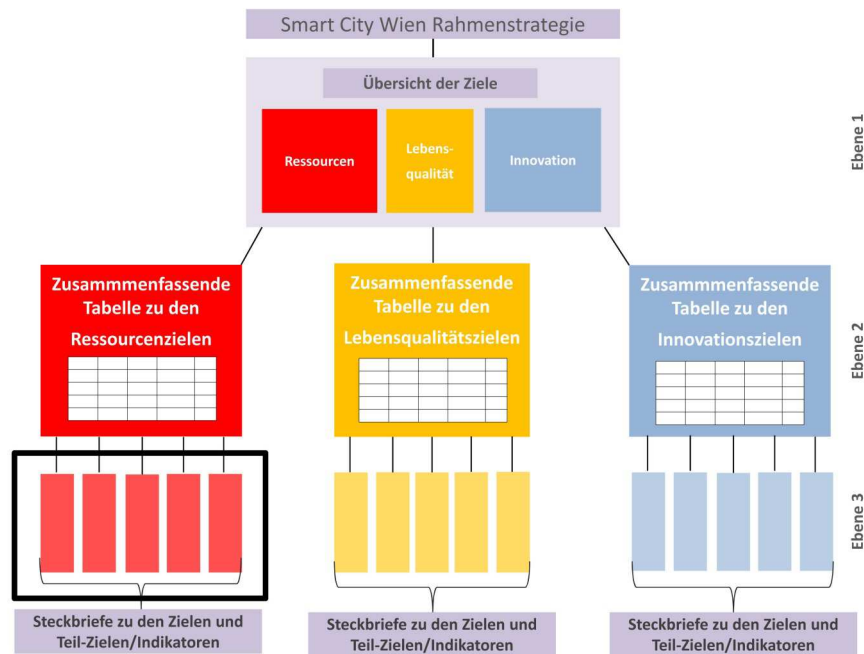 Smart City Wien Rahmenstrategie
Übersicht der Ziele
Ressourcen
Lebens-
qualität
Innovation
Ebene 1
Zusammmenfassende
Tabelle zu den
Ressourcenzielen
Zusammmenfassende
Tabelle zu den
Lebensqualitätszielen
Zusammmenfassende
Tabelle zu den
Innovationszielen
Ebene 2
Ebene 3
Steckbriefe zu den Zielen und
Teil-Zielen/Indikatoren
Steckbriefe zu den Zielen und
Teil-Zielen/Indikatoren
Steckbriefe zu den Zielen und
Teil-Zielen/Indikatoren